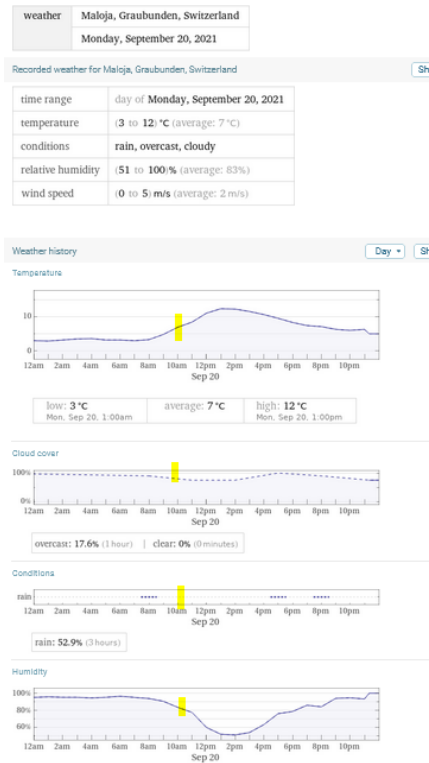 weather Maloja, Graubunden, Switzerland
Monday, September 20, 2021
Recorded weather for Maloja, Graubunden, Switzerland Sh
time range day of Monday, September 20, 2021
temperature (3 to 12) °C (average: 7 °C)
conditions rain, overcast, cloudy
relative humidity (51 to 100)% (average: 83%)
wind speed (0 to 5) m/s (average: 2 m/s)
Weather history Day Sh
Temperature
10
0
12am 2am 4am 6am 8am 10am 12pm 2pm 4pm 6pm 8pm 10pm
Sep 20
low: 3 °C average: 7 °C high: 12 °C
Mon, Sep 20, 1:00am Mon, Sep 20, 1:00pm
Cloud cover
100%
0%
12am 2am 4am 6am 8am 10am 12pm 2pm 4pm 6pm 8pm 10pm
Sep 20
overcast: 17.6% (1 hour) | clear: 0% (0 minutes)
Conditions
rain
12am 2am 4am 6am 8am 10am 12pm 2pm 4pm 6pm 8pm 10pm
Sep 20
rain: 52.9% (3 hours)
Humidity
100%
80%
60%
12am 2am 4am 6am 8am 10am 12pm 2pm 4pm 6pm 8pm 10pm
Sep 20